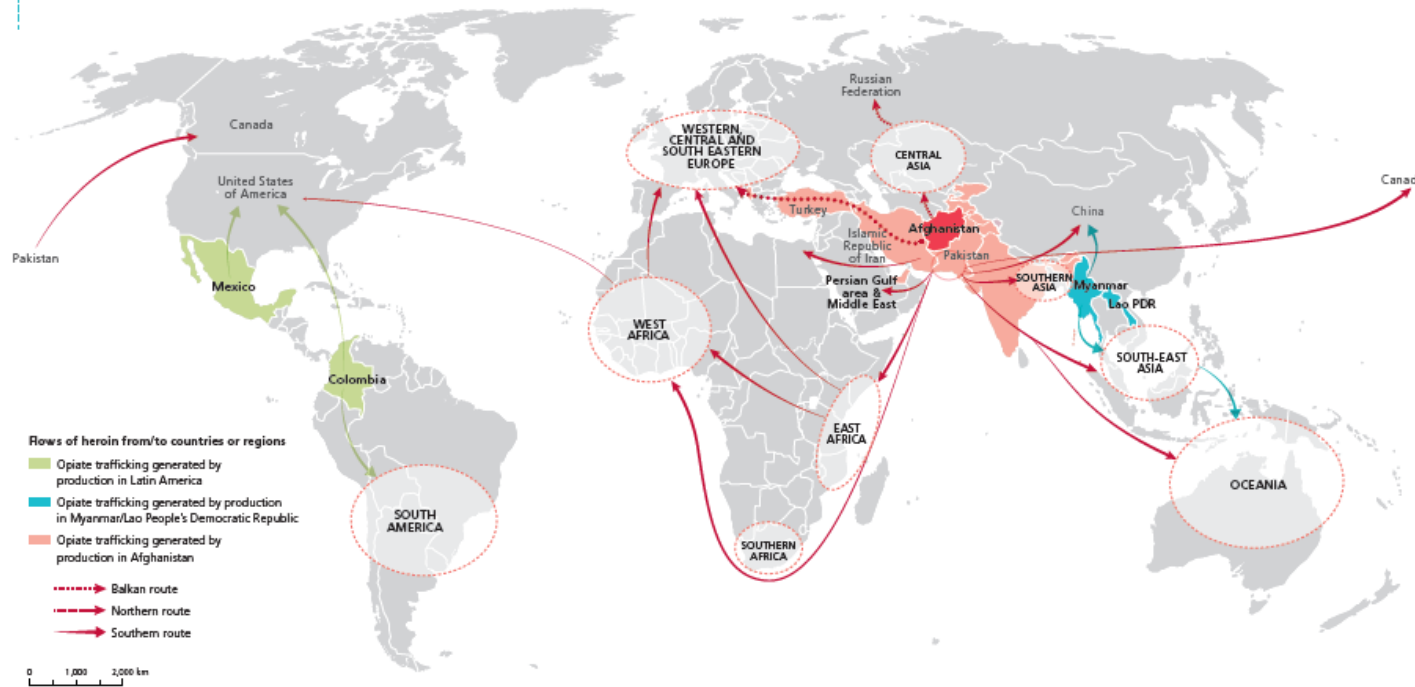 Russian
Federation
Canada
WESTERN,
CENTRAL AND
SOUTH EASTERN
EUROPE
CENTRAL
ASIA
United States
of America
Canad
Turkey
China
Afghanistan
Islamic
Republic
of Iran
Pakistan
Pakistan
Mexico
Persian Gulf
area &
Middle East
SOUTHERN
ASIA
Myanmar
Lao PDR
WEST
AFRICA
SOUTH-EAST
ASIA
Colombia
EAST
AFRICA
OCEANIA
SOUTH
AMERICA
SOUTHERN
AFRICA
Flows of heroin from/to countries or regions
Opiate trafficking generated by
production in Latin America
Opiate trafficking generated by production
in Myanmar/Lao People's Democratic Republic
Opiate trafficking generated by
production in Afghanistan
Balkan route
Northern route
Southern route
0 1,000 2,000 km